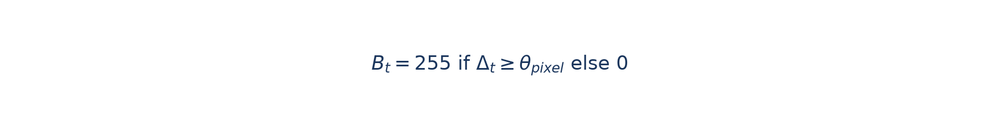 B_t = 255 if Δ_t ≥ θ_pixel else 0